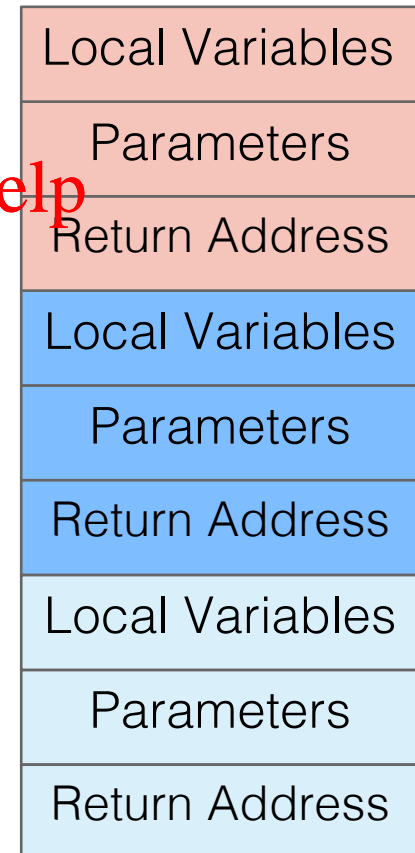 Local Variables
Parameters
elp
Return Address
Local Variables
Parameters
Return Address
Local Variables
Parameters
Return Address